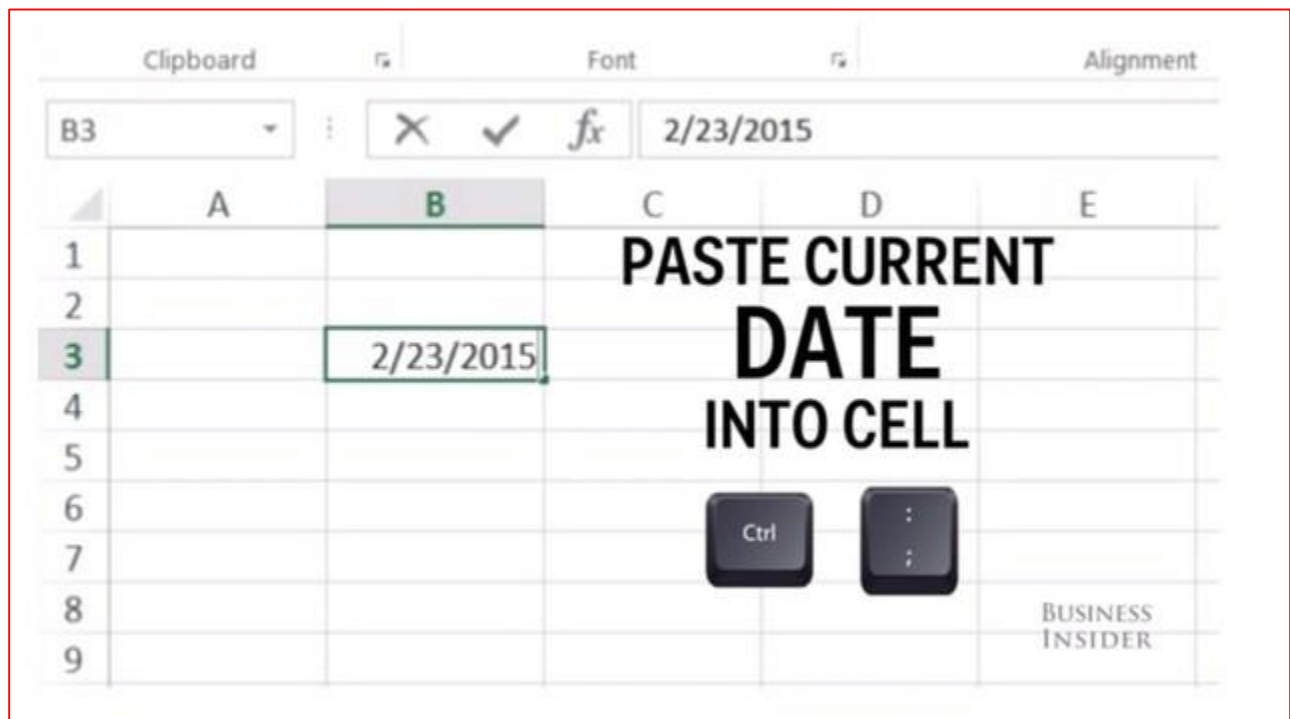 Clipboard Font Alignment
B3 fx 2/23/2015
A B C D E
1
PASTE CURRENT
2
DATE
3 2/23/2015
4
INTO CELL
5
6
Ctrl : ;
7
8
BUSINESS
INSIDER
9